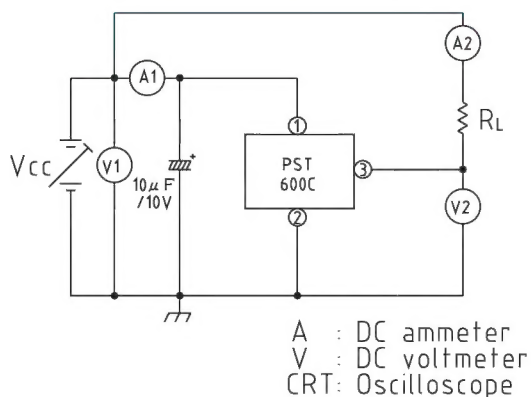 A2
A1
1
RL
VCC
V1
PST
600C
3
+
10μF
/10V
V2
2
A : DC ammeter
V : DC voltmeter
CRT: Oscilloscope